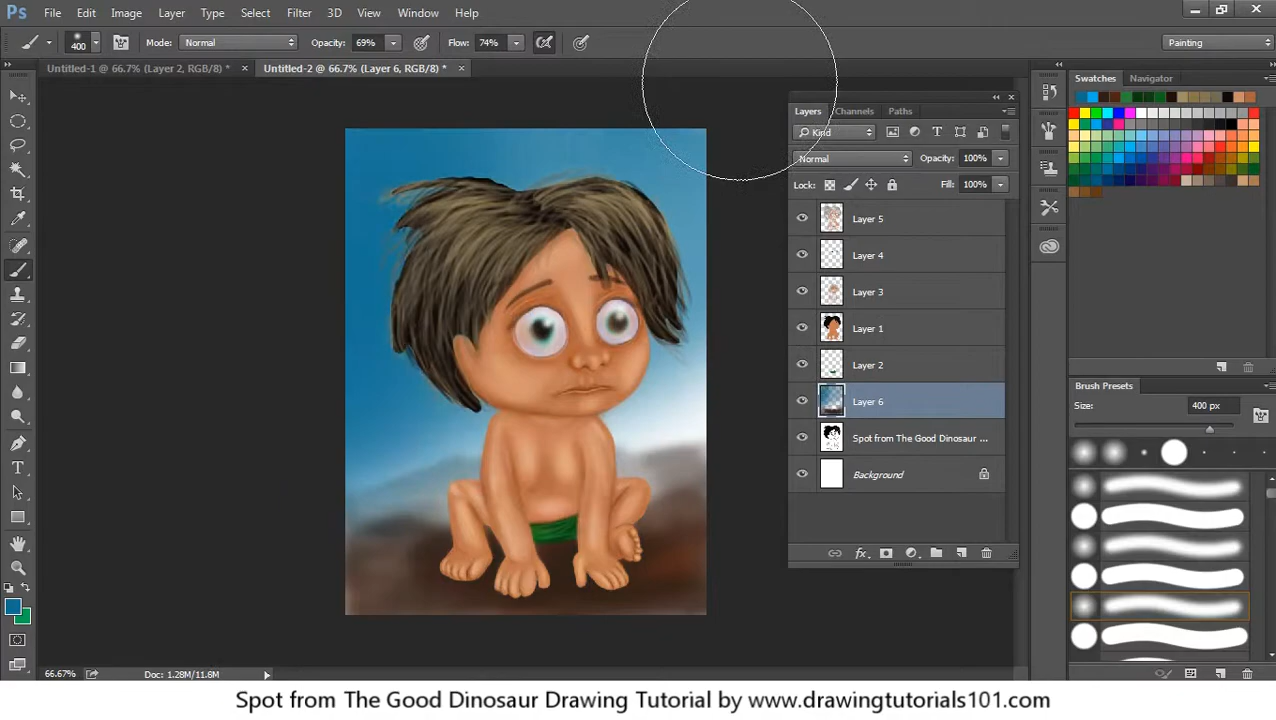 Ps File Edit Image Layer Type Select Filter 3D View Window Help
400 Mode: Normal Opacity: 69% Flow: 74% Painting
Untitled-1 @ 66.7% (Layer 2, RGB/8) * × Untitled-2 @ 66.7% (Layer 6, RGB/8) * ×
Swatches Navigator
Layers Channels Paths
Kind
Normal Opacity: 100%
Lock: Fill: 100%
Layer 5
Layer 4
Layer 3
Layer 1
Layer 2
Layer 6
Spot from The Good Dinosaur ...
Background
fx
Brush Presets
Size: 400 px
66.67% Doc: 1.28M/11.6M
Spot from The Good Dinosaur Drawing Tutorial by www.drawingtutorials101.com